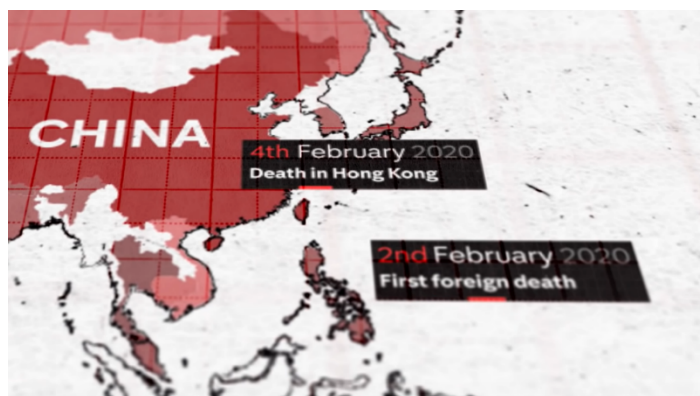 CHINA
4th February 2020
Death in Hong Kong
2nd February 2020
First foreign death